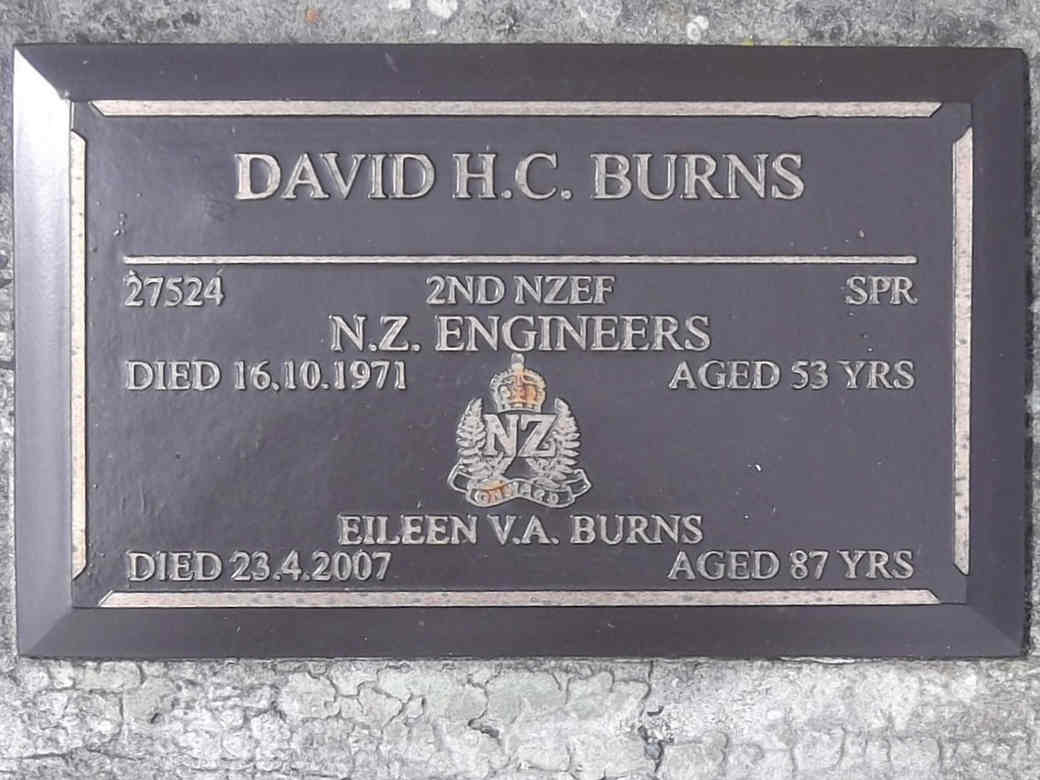 DAVID H.C. BURNS
27524 2ND NZEF SPR
N.Z. ENGINEERS
DIED 16.10.1971 AGED 53 YRS
NZ
ONWARD
EILEEN V.A. BURNS
DIED 23.4.2007 AGED 87 YRS